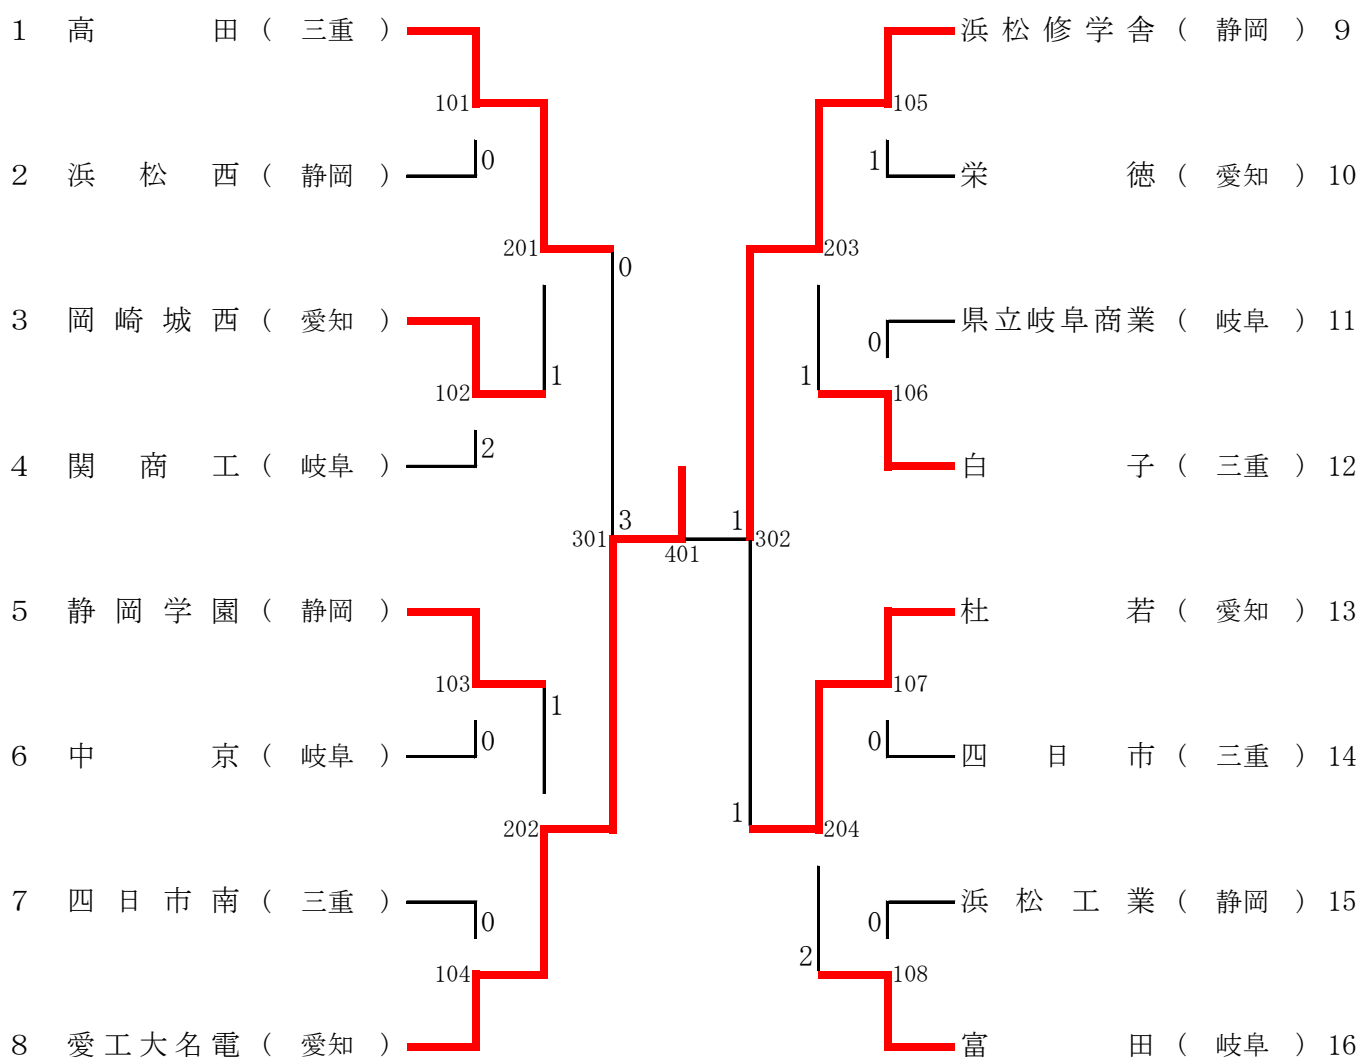 1 高田 ( 三重 ) 浜松修学舎 ( 静岡 ) 9
101 105
0 1
2 浜松西 ( 静岡 ) 栄徳 ( 愛知 ) 10
201 203
0
3 岡崎城西 ( 愛知 ) 県立岐阜商業 ( 岐阜 ) 11
0
1 1
102 106
2
4 関商工 ( 岐阜 ) 白子 ( 三重 ) 12
3 1
301 401 302
5 静岡学園 ( 静岡 ) 杜若 ( 愛知 ) 13
103 107
1
0 0
6 中京 ( 岐阜 ) 四日市 ( 三重 ) 14
1
202 204
7 四日市南 ( 三重 ) 浜松工業 ( 静岡 ) 15
0 0
2
104 108
8 愛工大名電 ( 愛知 ) 富田 ( 岐阜 ) 16